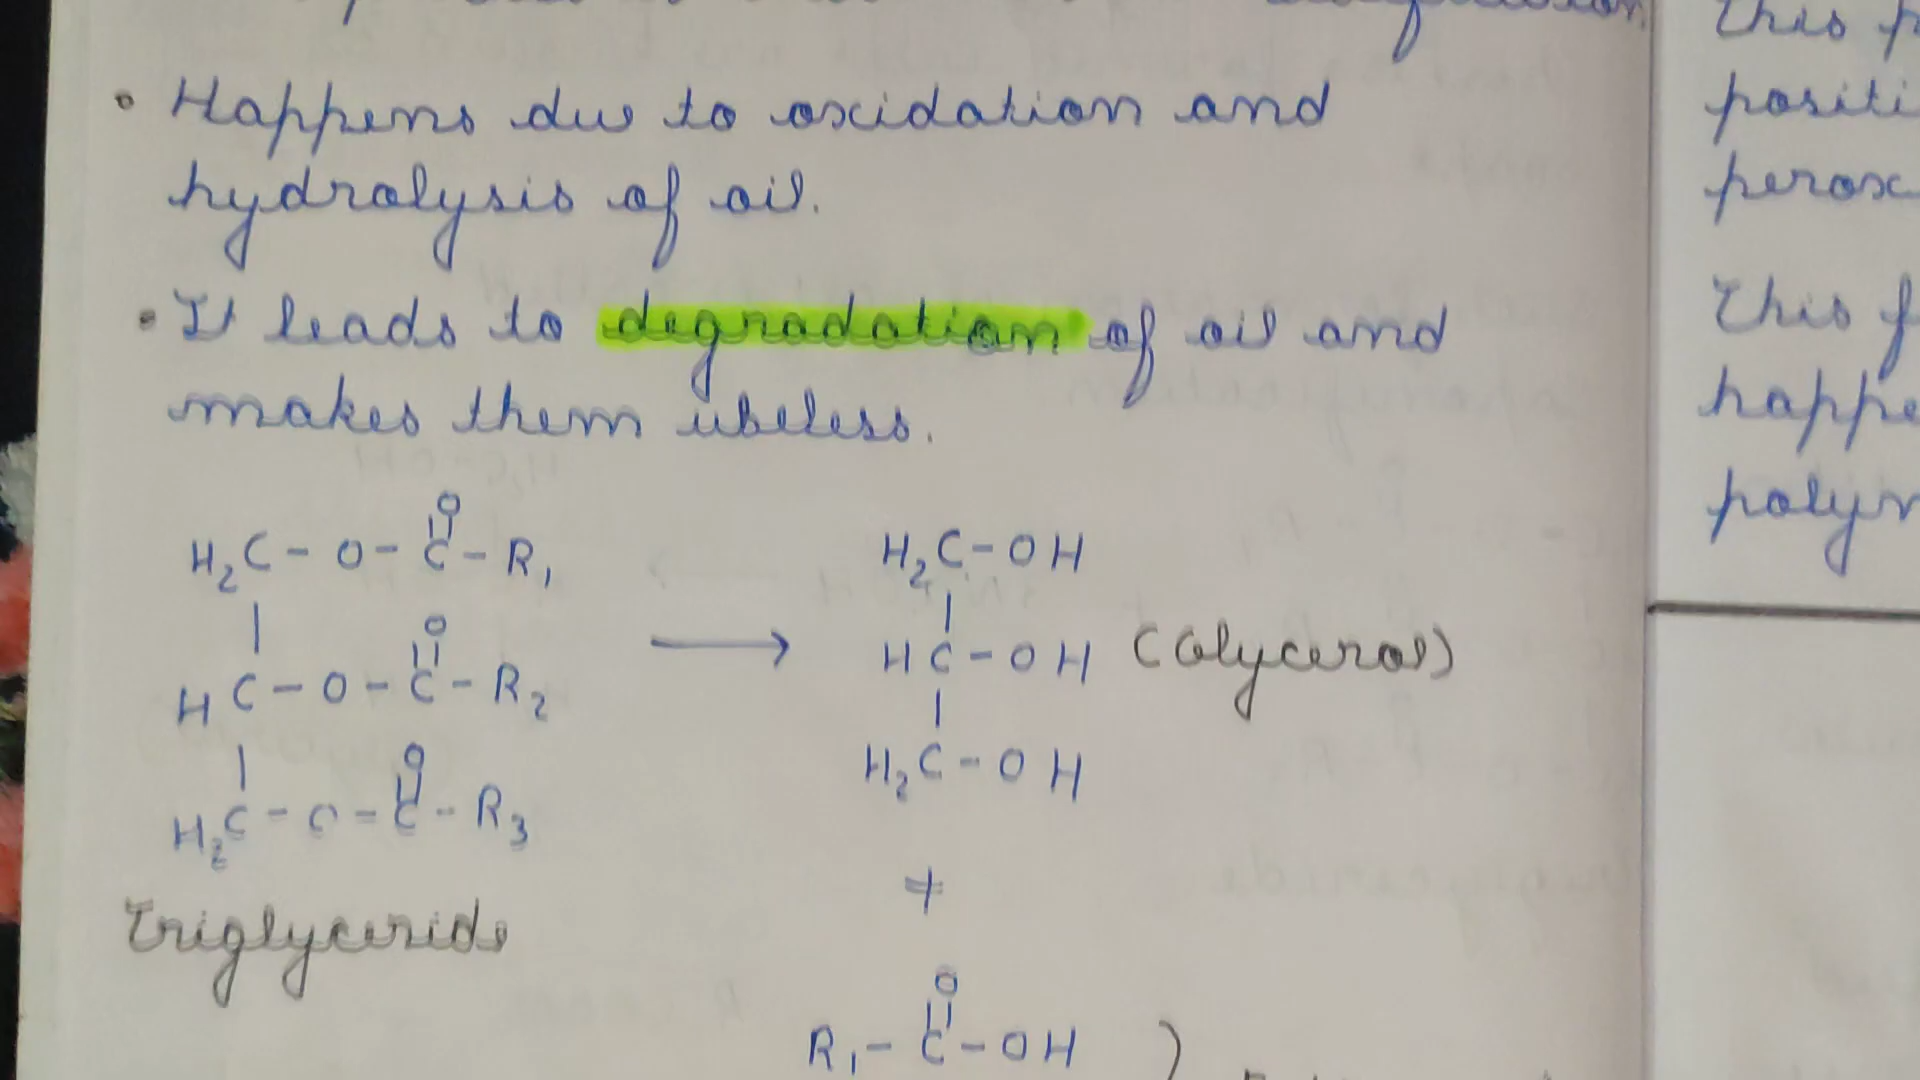 • Happens due to oxidation and
hydrolysis of oil.
• It leads to degradation of oil and
makes them useless.
O
H₂C - O - C - R₁
O
HC - O - C - R₂
O
H₂C - O - C - R₃
Triglyceride
H₂C - OH
HC - OH (Glycerol)
H₂C - OH
+
O
R₁ - C - OH )
This
positi
perox
This f
happe
polym